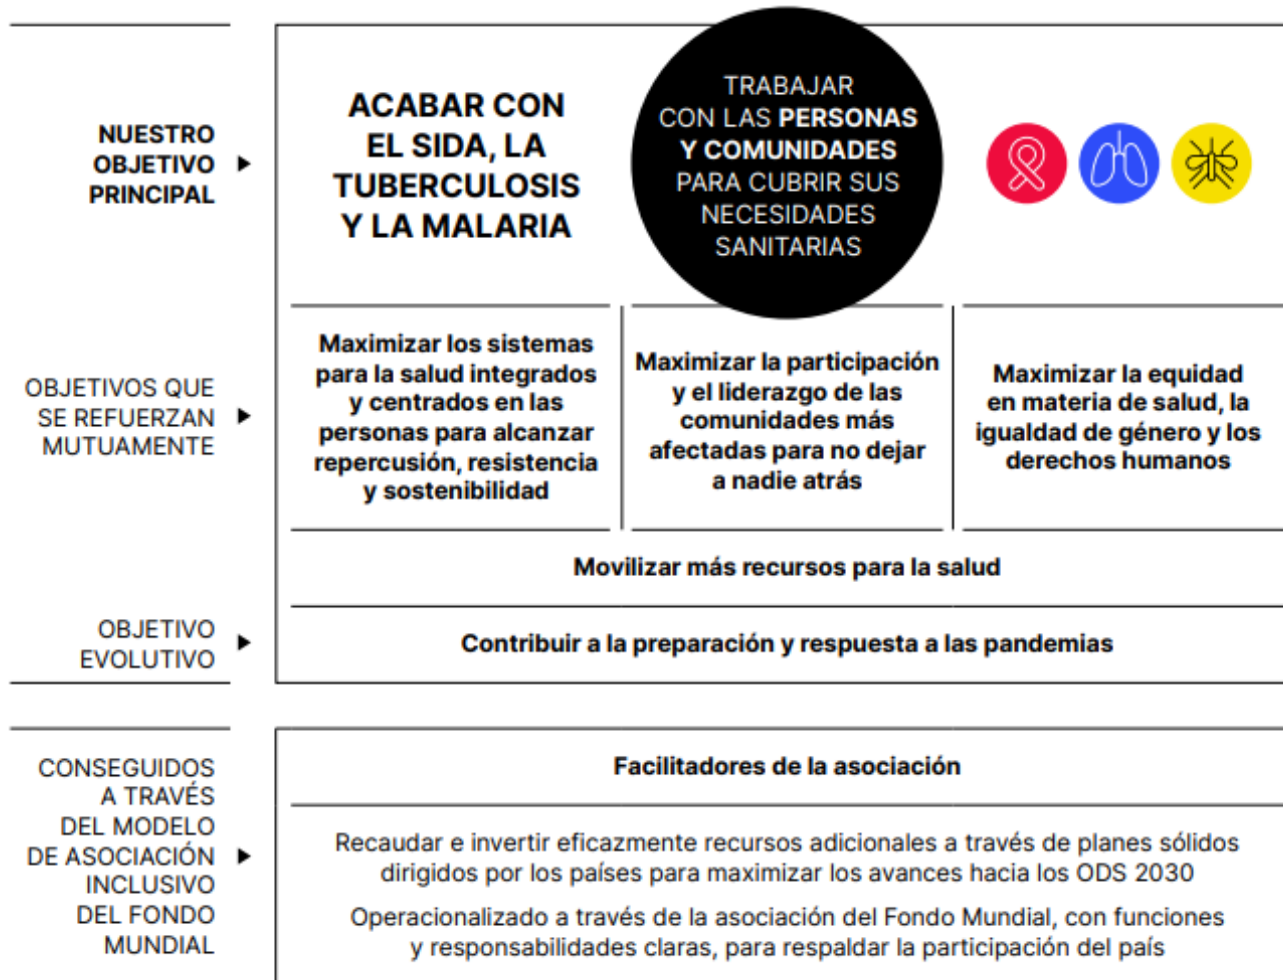 NUESTRO
OBJETIVO
PRINCIPAL
ACABAR CON
EL SIDA, LA
TUBERCULOSIS
Y LA MALARIA
TRABAJAR
CON LAS PERSONAS
Y COMUNIDADES
PARA CUBRIR SUS
NECESIDADES
SANITARIAS
OBJETIVOS QUE
SE REFUERZAN
MUTUAMENTE
Maximizar los sistemas
para la salud integrados
y centrados en las
personas para alcanzar
repercusión, resistencia
y sostenibilidad
Maximizar la participación
y el liderazgo de las
comunidades más
afectadas para no dejar
a nadie atrás
Maximizar la equidad
en materia de salud, la
igualdad de género y los
derechos humanos
Movilizar más recursos para la salud
OBJETIVO
EVOLUTIVO
Contribuir a la preparación y respuesta a las pandemias
CONSEGUIDOS
A TRAVÉS
DEL MODELO
DE ASOCIACIÓN
INCLUSIVO
DEL FONDO
MUNDIAL
Facilitadores de la asociación
Recaudar e invertir eficazmente recursos adicionales a través de planes sólidos
dirigidos por los países para maximizar los avances hacia los ODS 2030
Operacionalizado a través de la asociación del Fondo Mundial, con funciones
y responsabilidades claras, para respaldar la participación del país